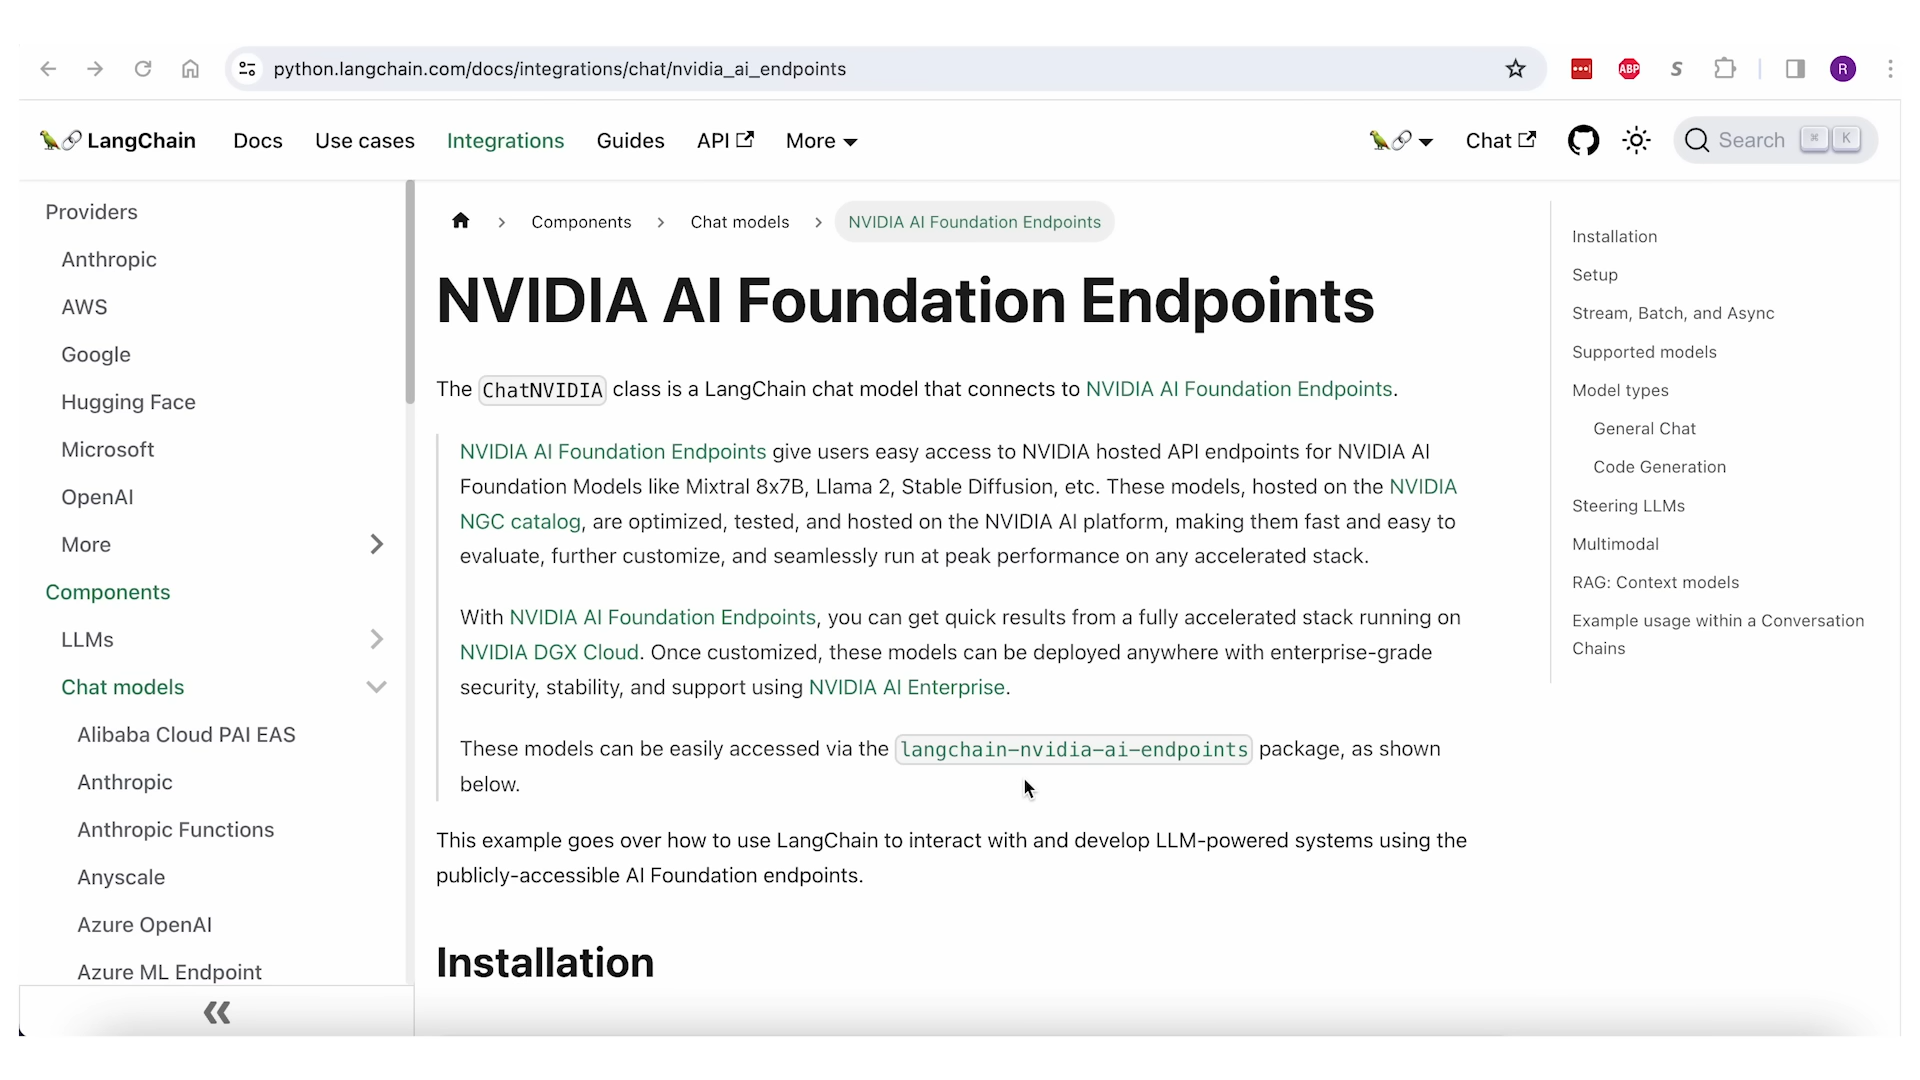 python.langchain.com/docs/integrations/chat/nvidia_ai_endpoints
ABP
S
R
LangChain
Docs
Use cases
Integrations
Guides
API
More
Chat
Search
⌘
K
Providers
Anthropic
AWS
Google
Hugging Face
Microsoft
OpenAI
More
Components
LLMs
Chat models
Alibaba Cloud PAI EAS
Anthropic
Anthropic Functions
Anyscale
Azure OpenAI
Azure ML Endpoint
Components
Chat models
NVIDIA AI Foundation Endpoints
NVIDIA AI Foundation Endpoints
The ChatNVIDIA class is a LangChain chat model that connects to NVIDIA AI Foundation Endpoints.
NVIDIA AI Foundation Endpoints give users easy access to NVIDIA hosted API endpoints for NVIDIA AI
Foundation Models like Mixtral 8x7B, Llama 2, Stable Diffusion, etc. These models, hosted on the NVIDIA
NGC catalog, are optimized, tested, and hosted on the NVIDIA AI platform, making them fast and easy to
evaluate, further customize, and seamlessly run at peak performance on any accelerated stack.
With NVIDIA AI Foundation Endpoints, you can get quick results from a fully accelerated stack running on
NVIDIA DGX Cloud. Once customized, these models can be deployed anywhere with enterprise-grade
security, stability, and support using NVIDIA AI Enterprise.
These models can be easily accessed via the langchain-nvidia-ai-endpoints package, as shown
below.
This example goes over how to use LangChain to interact with and develop LLM-powered systems using the
publicly-accessible AI Foundation endpoints.
Installation
Installation
Setup
Stream, Batch, and Async
Supported models
Model types
General Chat
Code Generation
Steering LLMs
Multimodal
RAG: Context models
Example usage within a Conversation
Chains